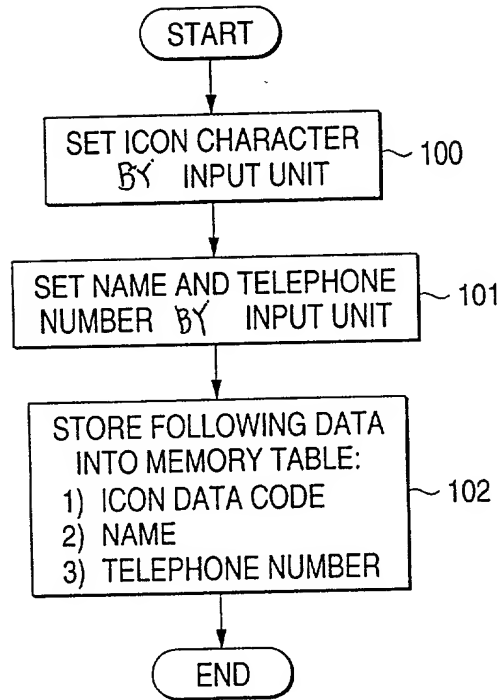 START
SET ICON CHARACTER
BY INPUT UNIT
100
SET NAME AND TELEPHONE
NUMBER BY INPUT UNIT
101
STORE FOLLOWING DATA
INTO MEMORY TABLE:
1) ICON DATA CODE
2) NAME
3) TELEPHONE NUMBER
102
END